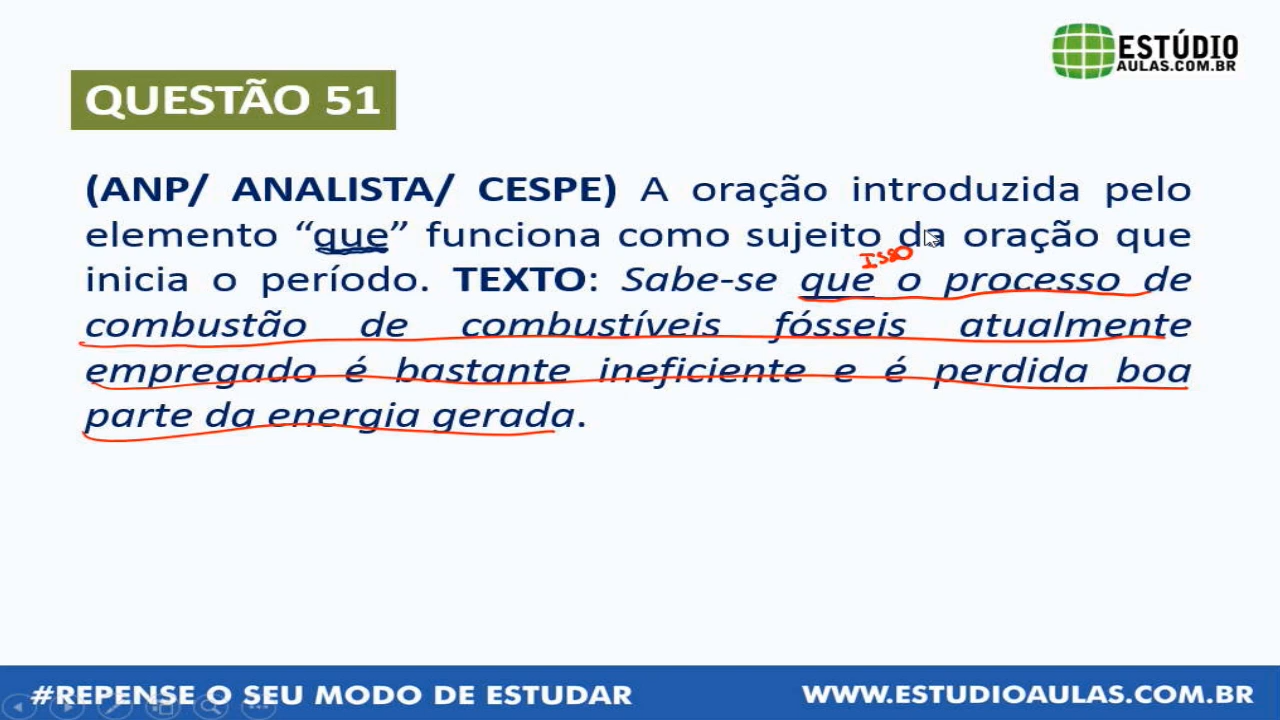 ESTÚDIO
AULAS.COM.BR
QUESTÃO 51
(ANP/ ANALISTA/ CESPE) A oração introduzida pelo
elemento “que” funciona como sujeito da oração que
ISSO
inicia o período. TEXTO: Sabe-se que o processo de
combustão de combustíveis fósseis atualmente
empregado é bastante ineficiente e é perdida boa
parte da energia gerada.
#REPENSE O SEU MODO DE ESTUDAR
WWW.ESTUDIOAULAS.COM.BR